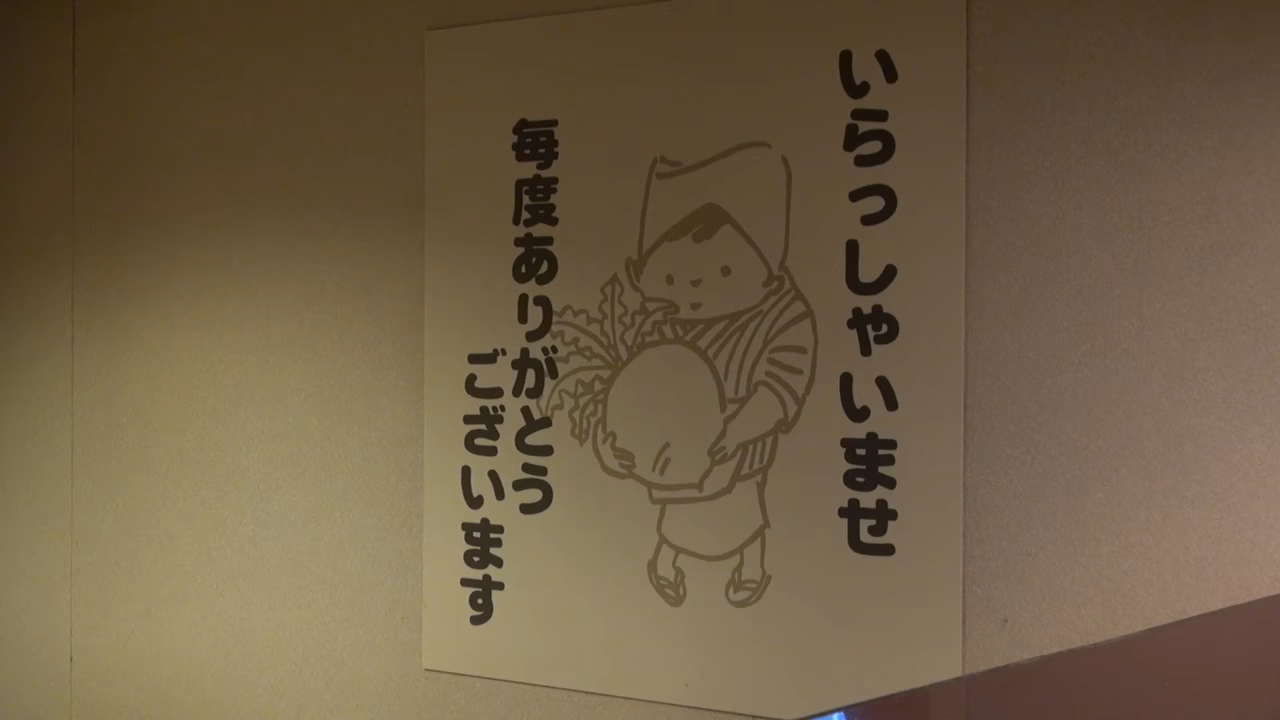 いらっしゃいませ
毎度ありがとう
ございます